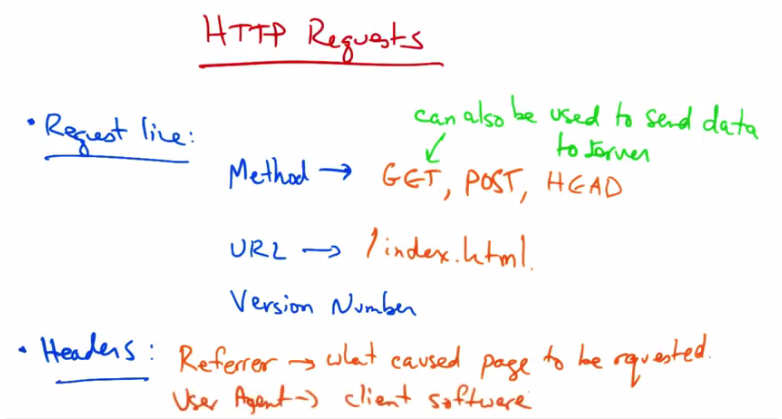 HTTP Requests
can also be used to send data
to server
• Request line:
Method → GET, POST, HEAD
URL → /index.html.
Version Number
• Headers: Referrer → what caused page to be requested.
User Agent → client software